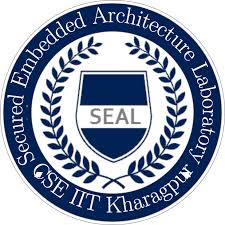 Secured Embedded Architecture Laboratory
SEAL
CSE IIT Kharagpur